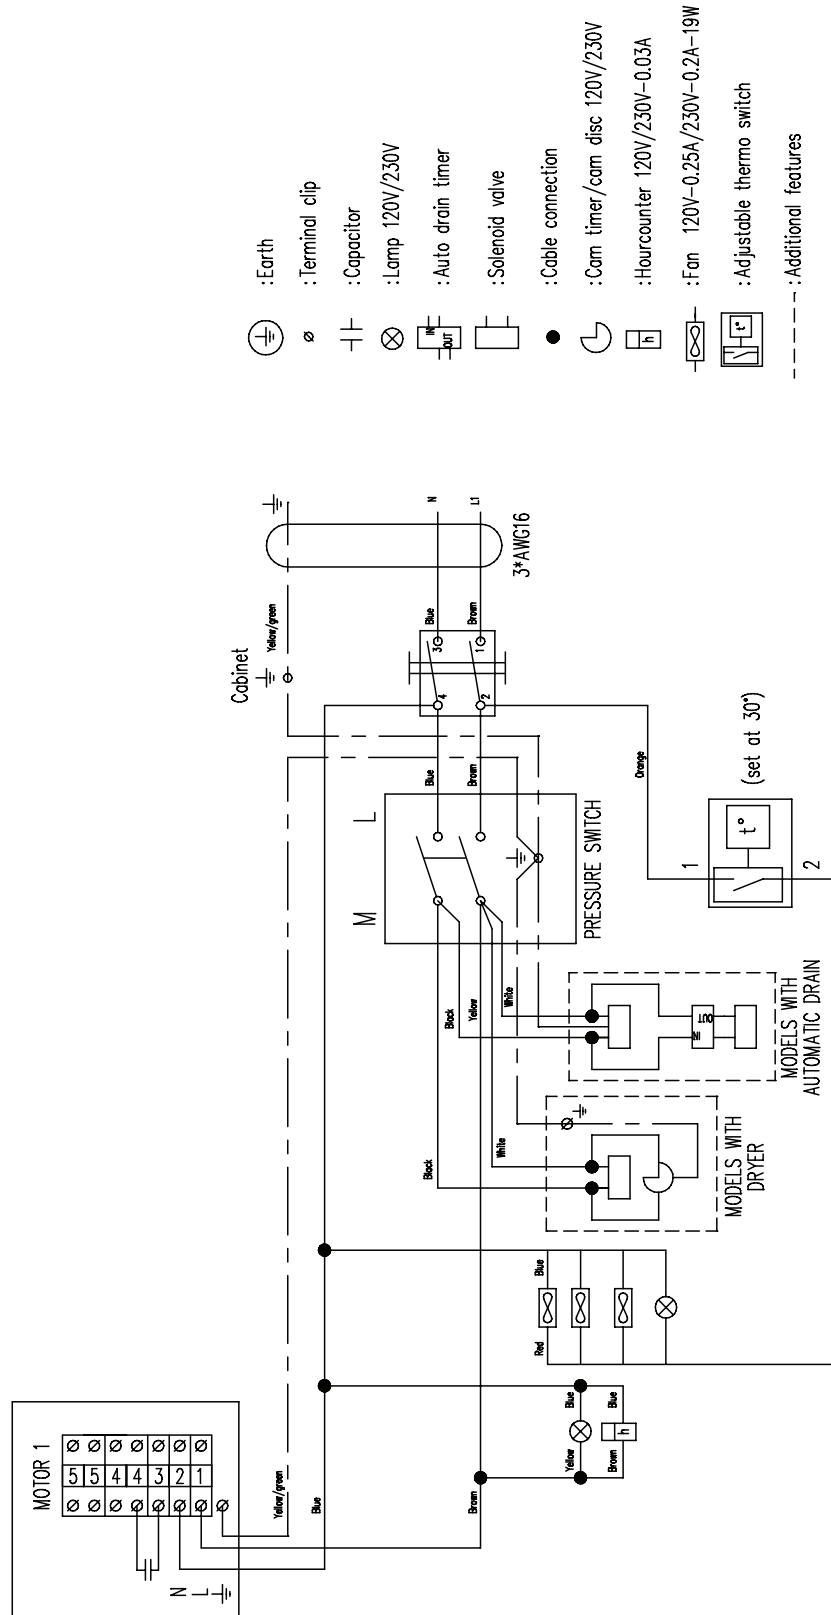 :Earth
:Terminal clip
:Capacitor
:Lamp 120V/230V
IN
OUT
:Auto drain timer
:Solenoid valve
:Cable connection
:Cam timer/cam disc 120V/230V
h
:Hourcounter 120V/230V-0.03A
:Fan 120V-0.25A/230V-0.2A-19W
t°
:Adjustable thermo switch
:Additional features
MOTOR 1
5
5
4
4
3
2
1
N
L
Yellow/green
Cabinet
Yellow/green
Blue
N
L1
3*AWG16
Blue
Brown
3
4
1
2
Blue
Brown
M
L
PRESSURE SWITCH
Orange
1
t°
2
(set at 30°)
Black
Yellow
White
IN
OUT
MODELS WITH
AUTOMATIC DRAIN
Black
White
MODELS WITH
DRYER
Red
Blue
Yellow
Blue
h
Brown
Blue
Brown